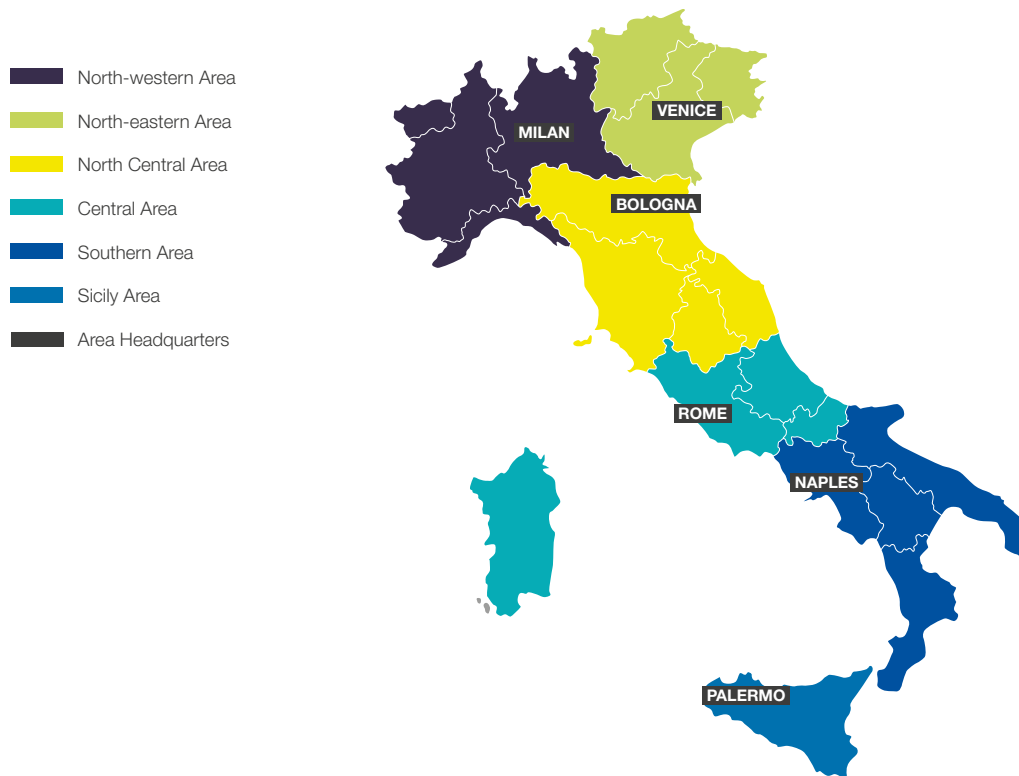 North-western Area
North-eastern Area
North Central Area
Central Area
Southern Area
Sicily Area
Area Headquarters
VENICE
MILAN
BOLOGNA
ROME
NAPLES
PALERMO